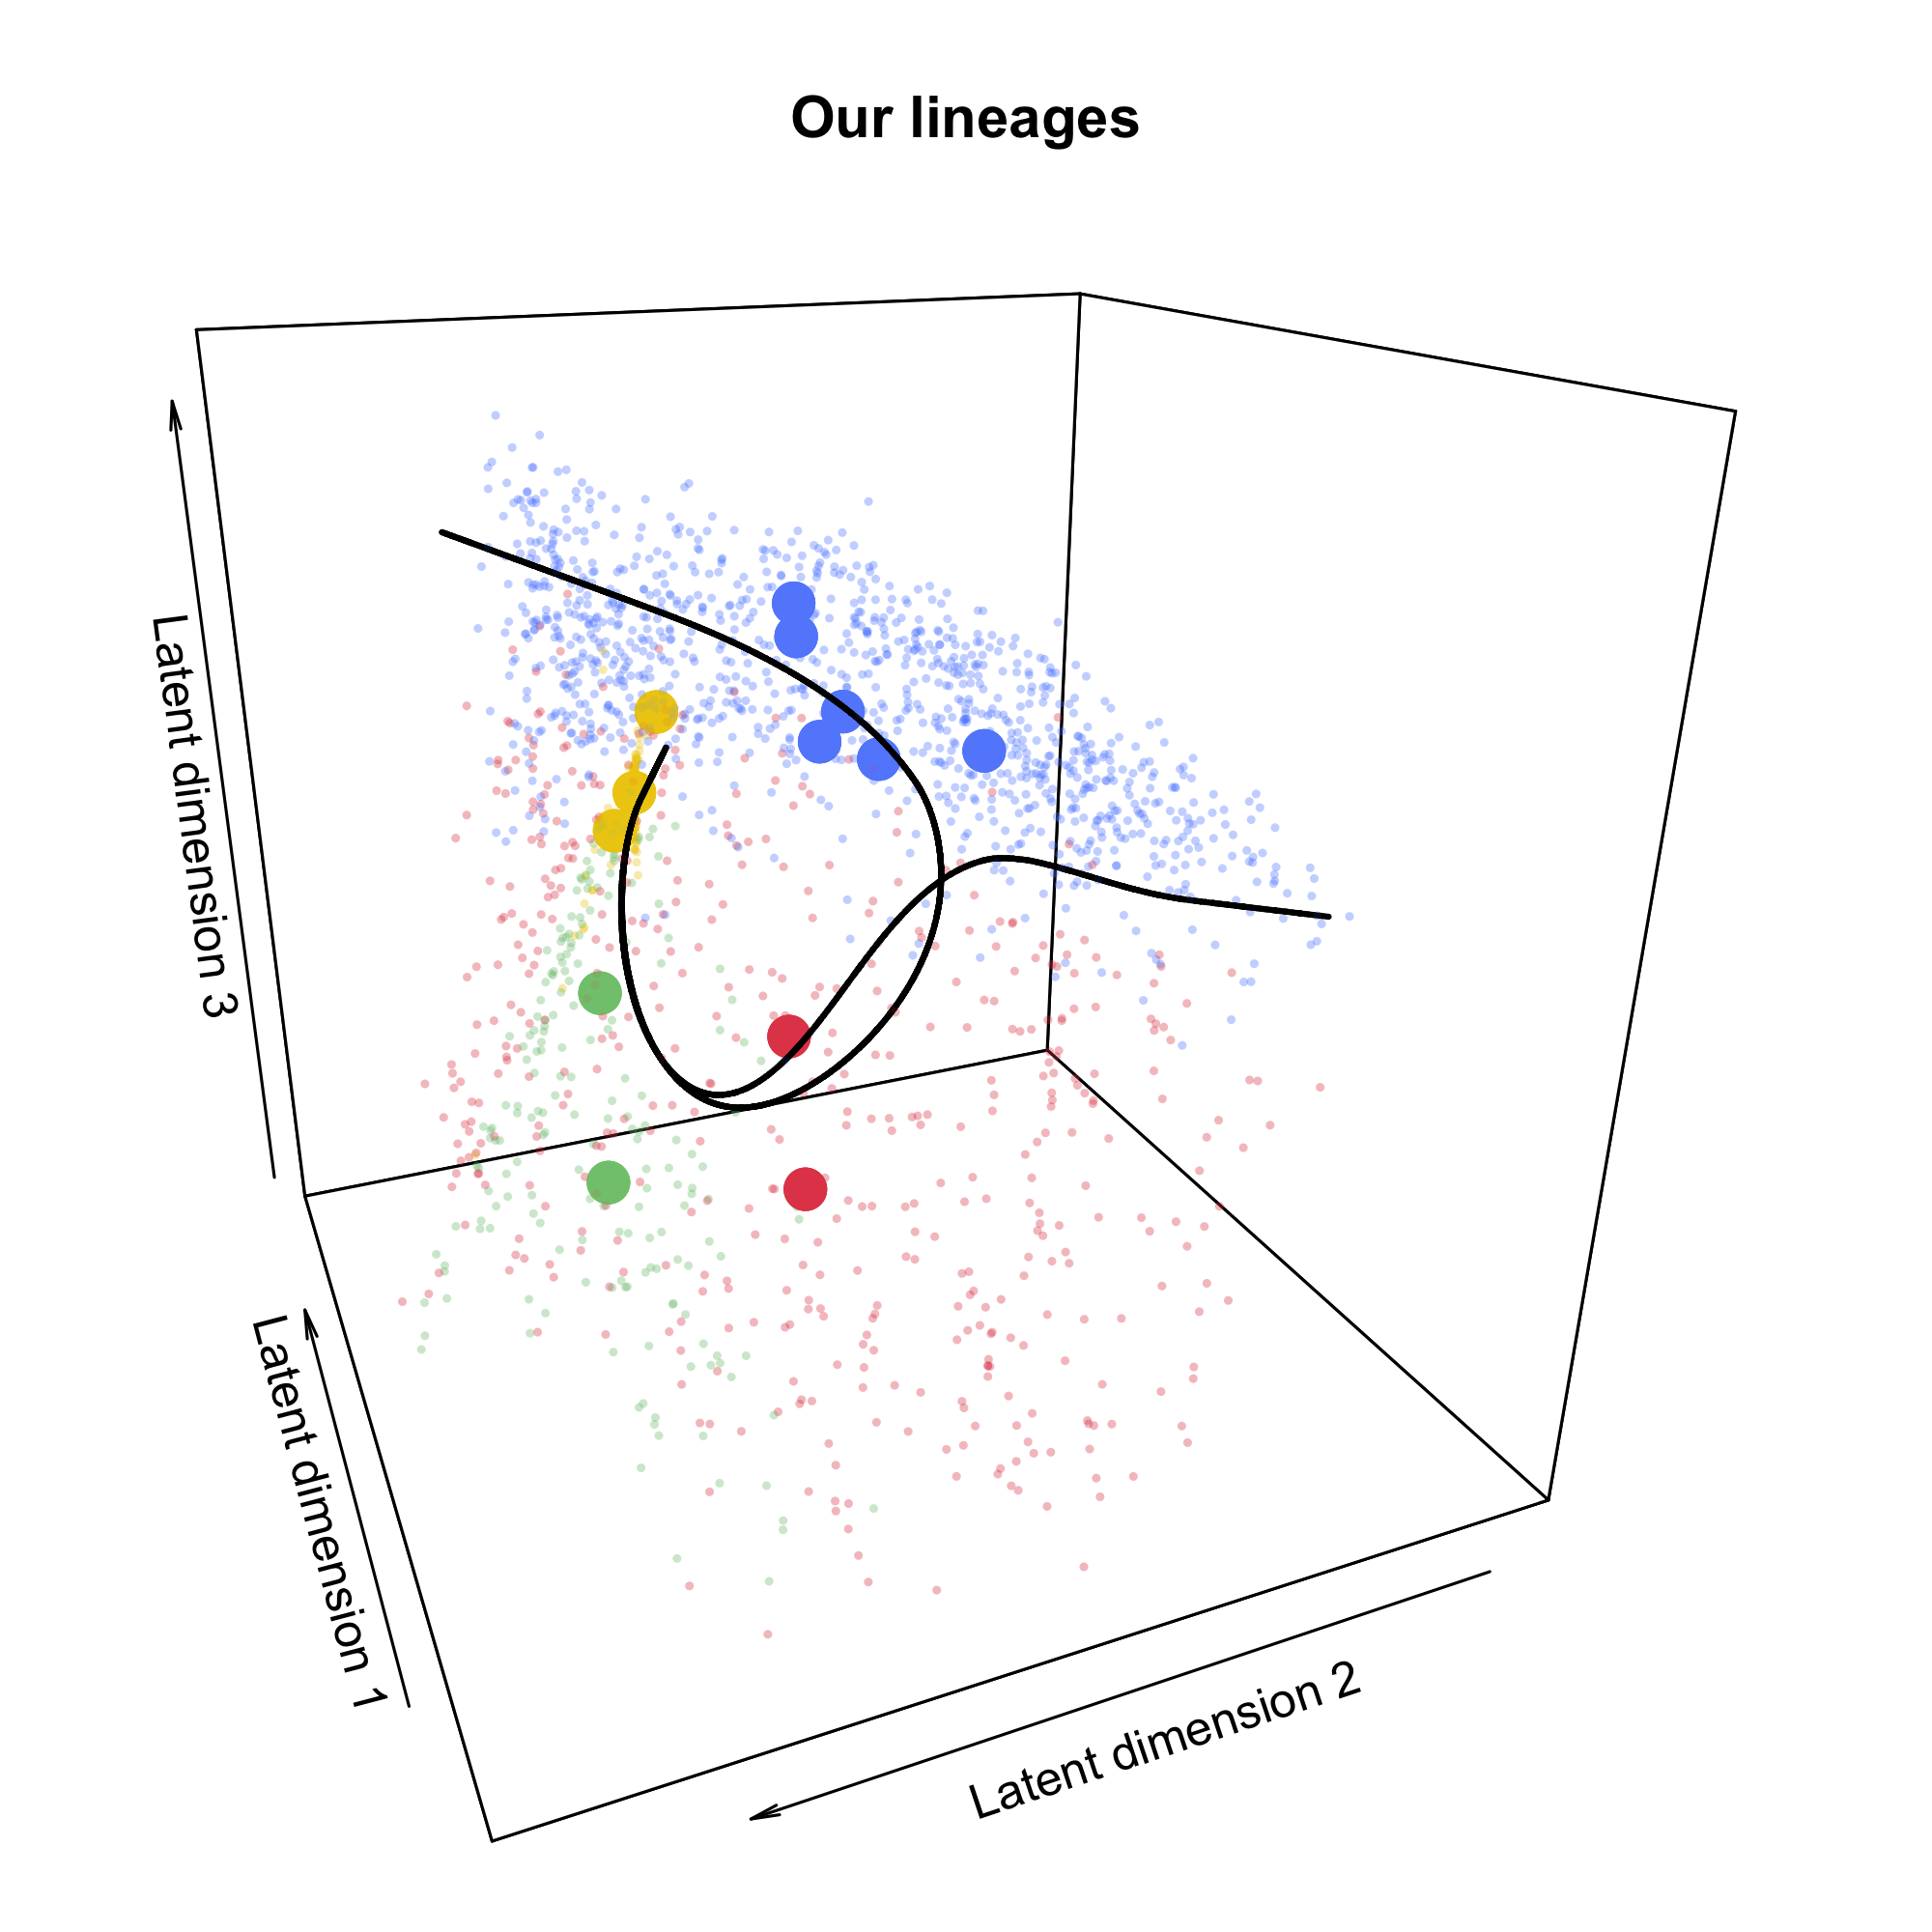 Our lineages
Latent dimension 3
Latent dimension 1
Latent dimension 2